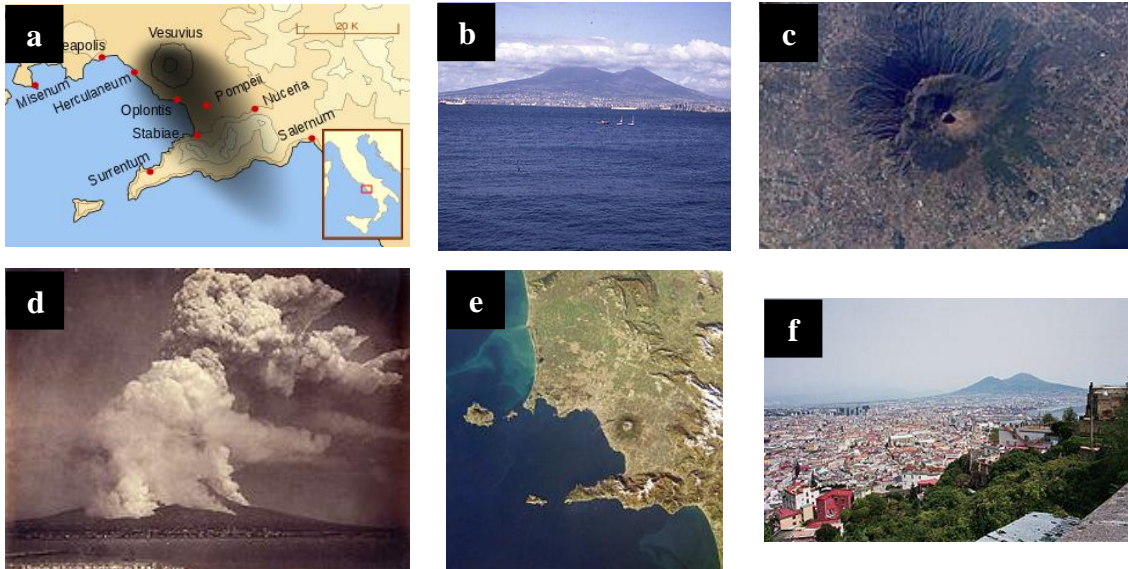 a
20 K
Vesuvius
eapolis
Misenum
Herculaneum
Pompeii
Nuceria
Oplontis
Stabiae
Salernum
Surrentum
b
c
d
e
f